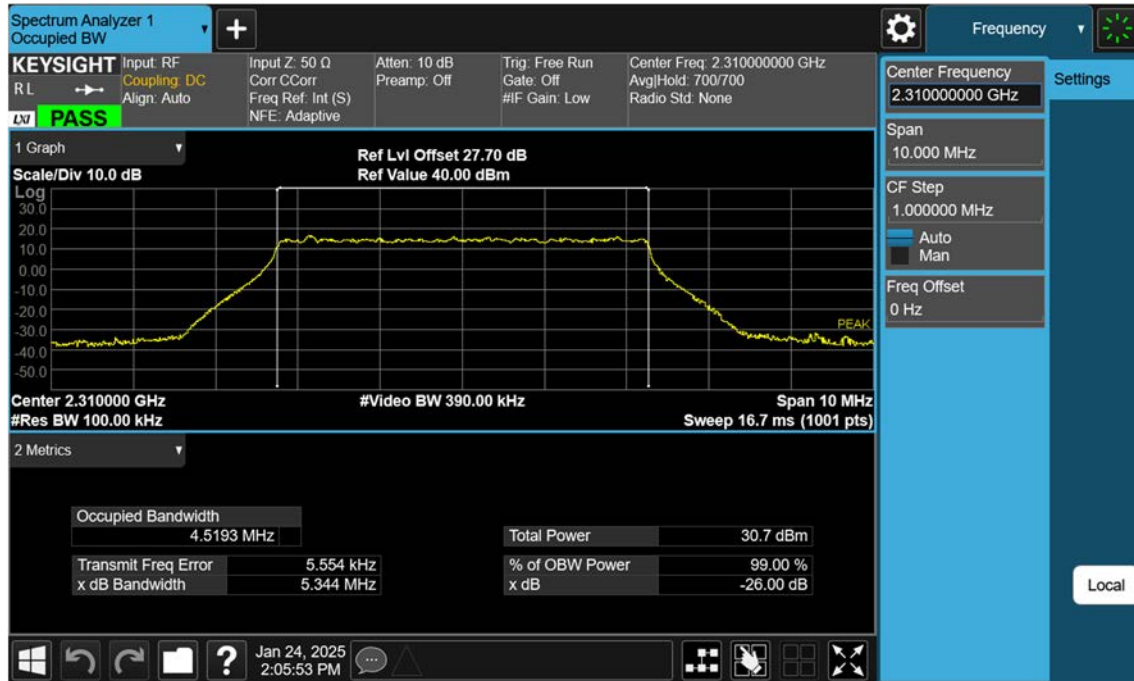 Spectrum Analyzer 1
Occupied BW
+
Frequency
KEYSIGHT
RL
LXI PASS
Input: RF
Coupling: DC
Align: Auto
Input Z: 50 Ω
Corr CCorr
Freq Ref: Int (S)
NFE: Adaptive
Atten: 10 dB
Preamp: Off
Trig: Free Run
Gate: Off
#IF Gain: Low
Center Freq: 2.310000000 GHz
Avg|Hold: 700/700
Radio Std: None
Center Frequency
2.310000000 GHz
Settings
Span
10.000 MHz
CF Step
1.000000 MHz
Auto
Man
Freq Offset
0 Hz
1 Graph
Scale/Div 10.0 dB
Ref Lvl Offset 27.70 dB
Ref Value 40.00 dBm
Log
30.0
20.0
10.0
0.00
-10.0
-20.0
-30.0
-40.0
-50.0
PEAK
Center 2.310000 GHz
#Video BW 390.00 kHz
Span 10 MHz
#Res BW 100.00 kHz
Sweep 16.7 ms (1001 pts)
2 Metrics
Occupied Bandwidth
4.5193 MHz
Total Power 30.7 dBm
Transmit Freq Error 5.554 kHz
% of OBW Power 99.00 %
x dB Bandwidth 5.344 MHz
x dB -26.00 dB
Local
?
Jan 24, 2025
2:05:53 PM